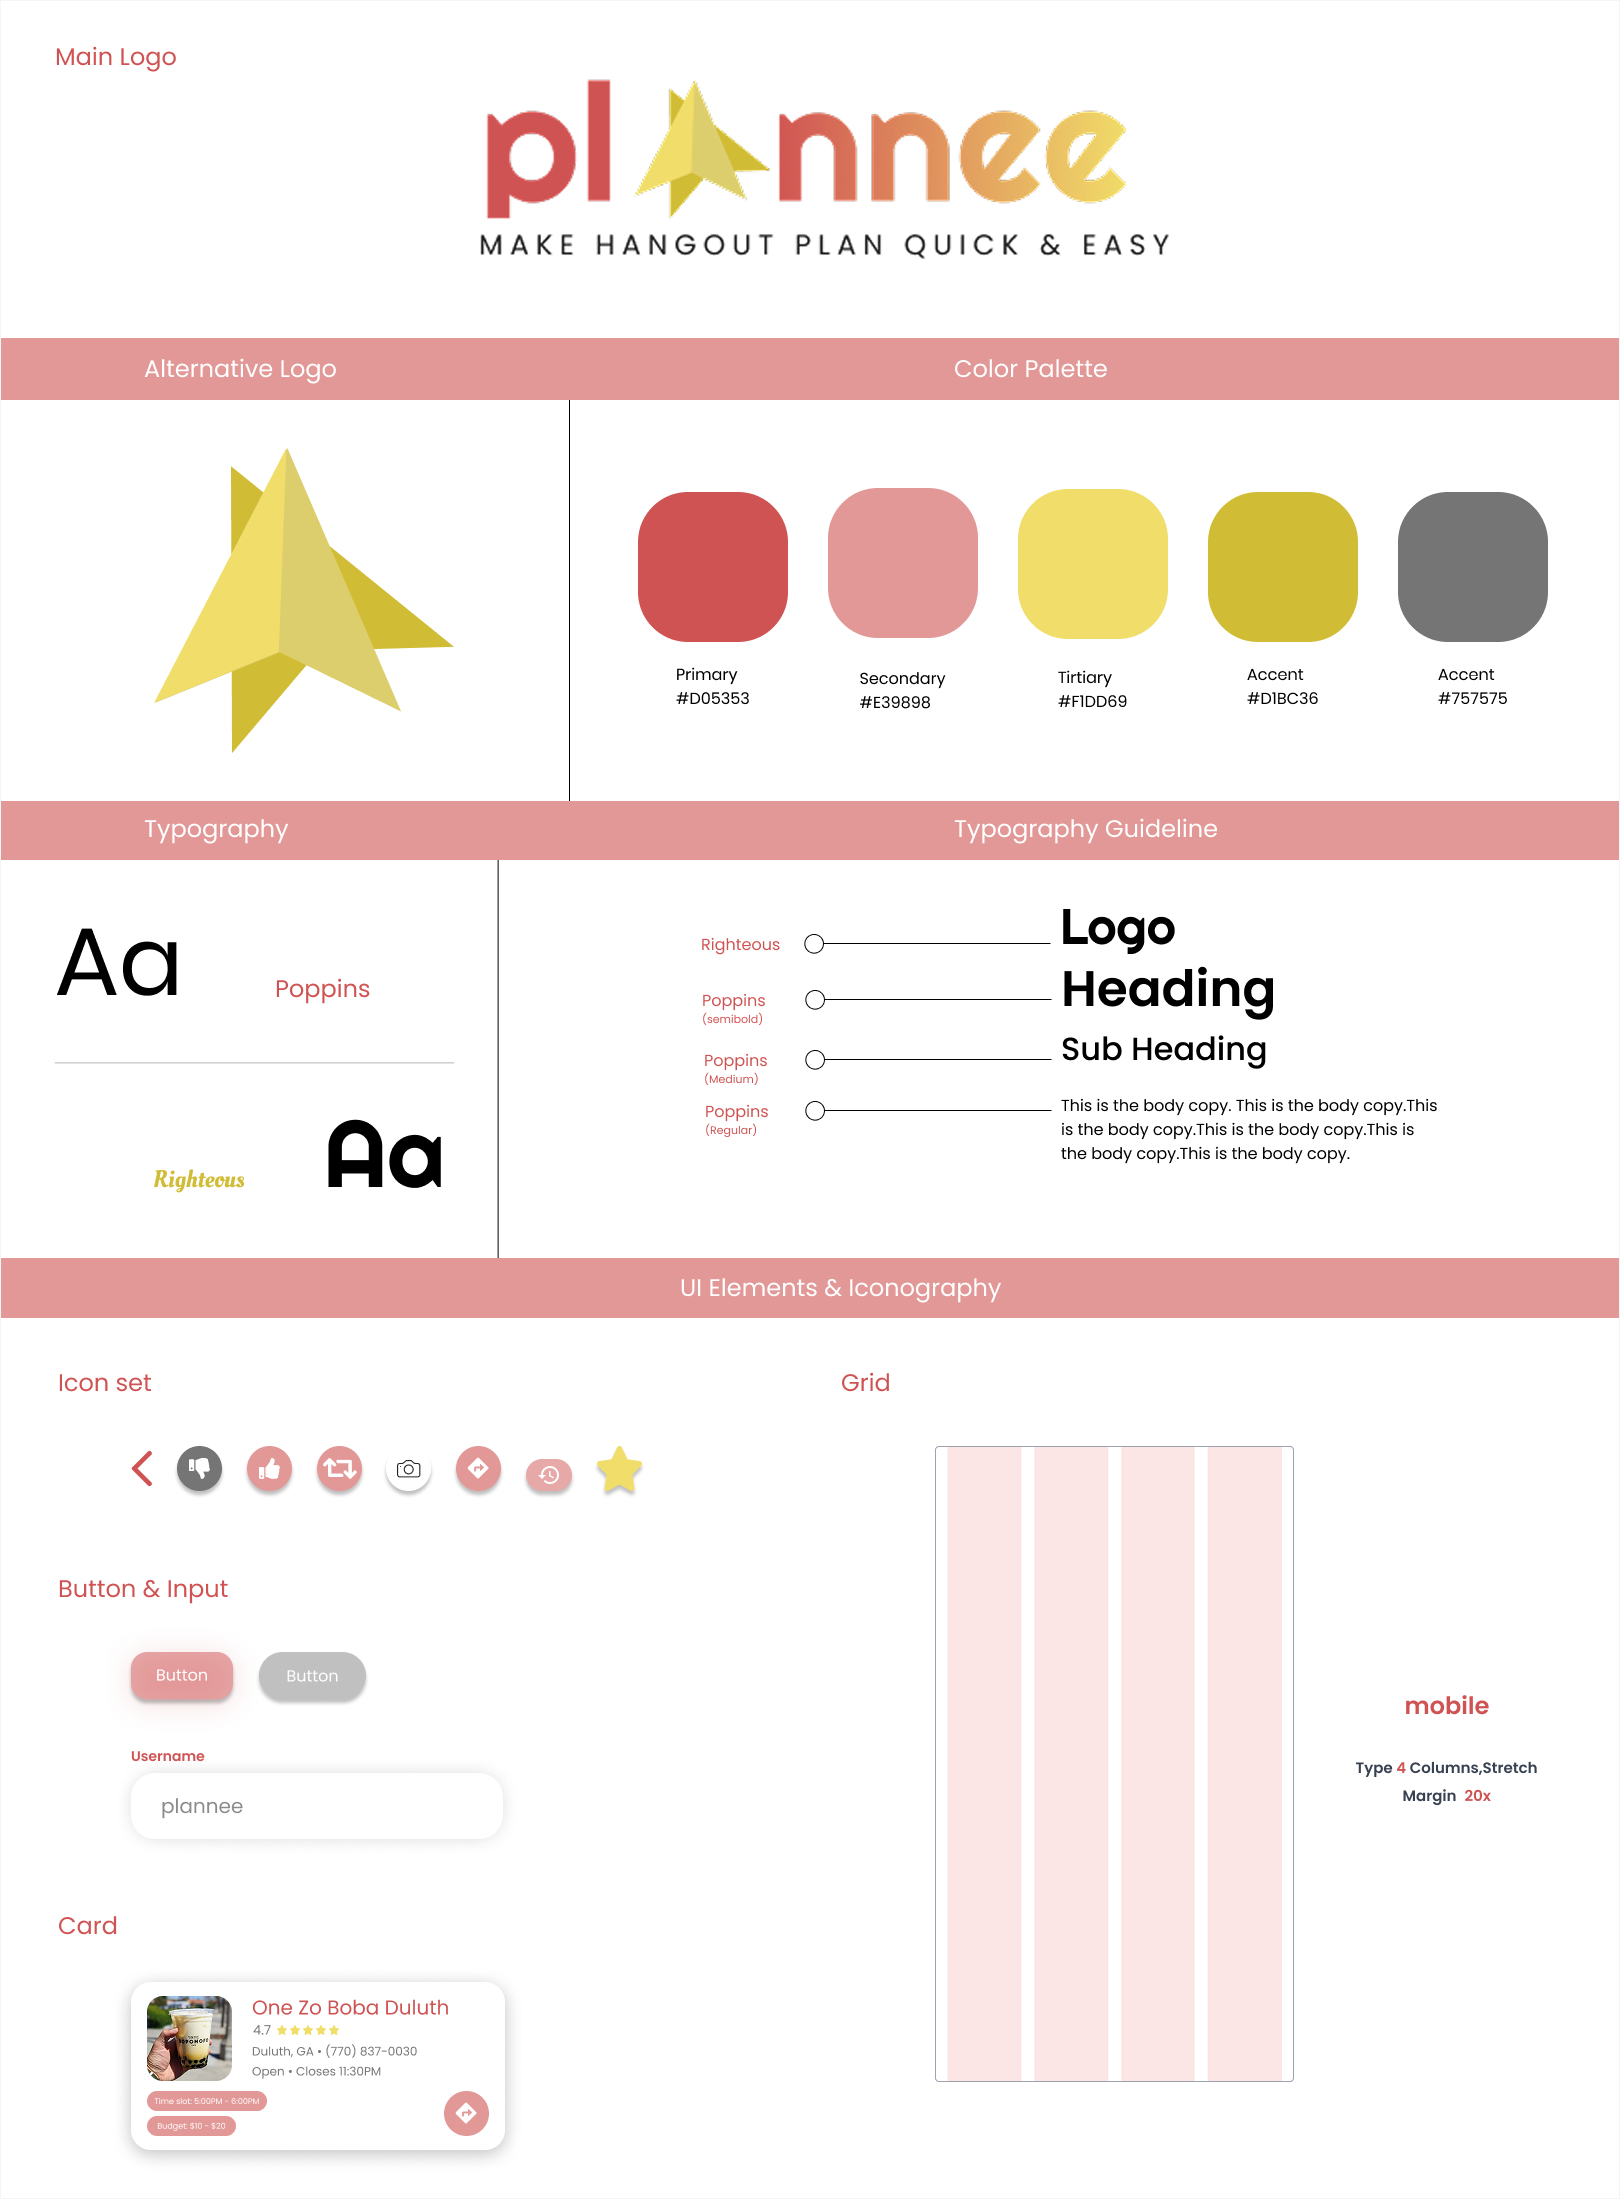 Main Logo
plannee
MAKE HANGOUT PLAN QUICK & EASY
Alternative Logo
Color Palette
Primary
#D05353
Secondary
#E39898
Tirtiary
#F1DD69
Accent
#D1BC36
Accent
#757575
Typography
Typography Guideline
Aa
Poppins
Righteous
Aa
Righteous
Logo
Poppins
(semibold)
Heading
Poppins
(Medium)
Sub Heading
Poppins
(Regular)
This is the body copy. This is the body copy.This
is the body copy.This is the body copy.This is
the body copy.This is the body copy.
UI Elements & Iconography
Icon set
Grid
Button & Input
Button
Button
Username
plannee
mobile
Type 4 Columns,Stretch
Margin 20x
Card
One Zo Boba Duluth
4.7
Duluth, GA • (770) 837-0030
Open • Closes 11:30PM
Time slot: 5:00PM - 6:00PM
Budget: $10 - $20